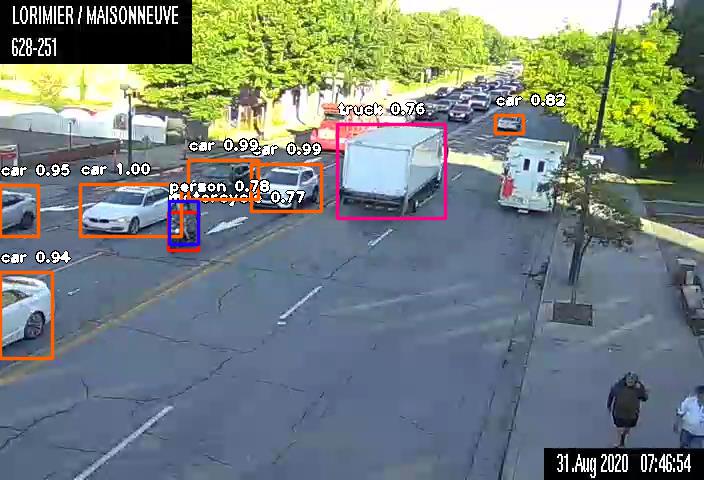 LORIMIER / MAISONNEUVE
628-251
truck 0.76
car 0.82
car 0.99
car 0.99
car 0.95
car 1.00
person 0.78
motorcycle 0.77
car 0.94
31.Aug 2020 07:46:54